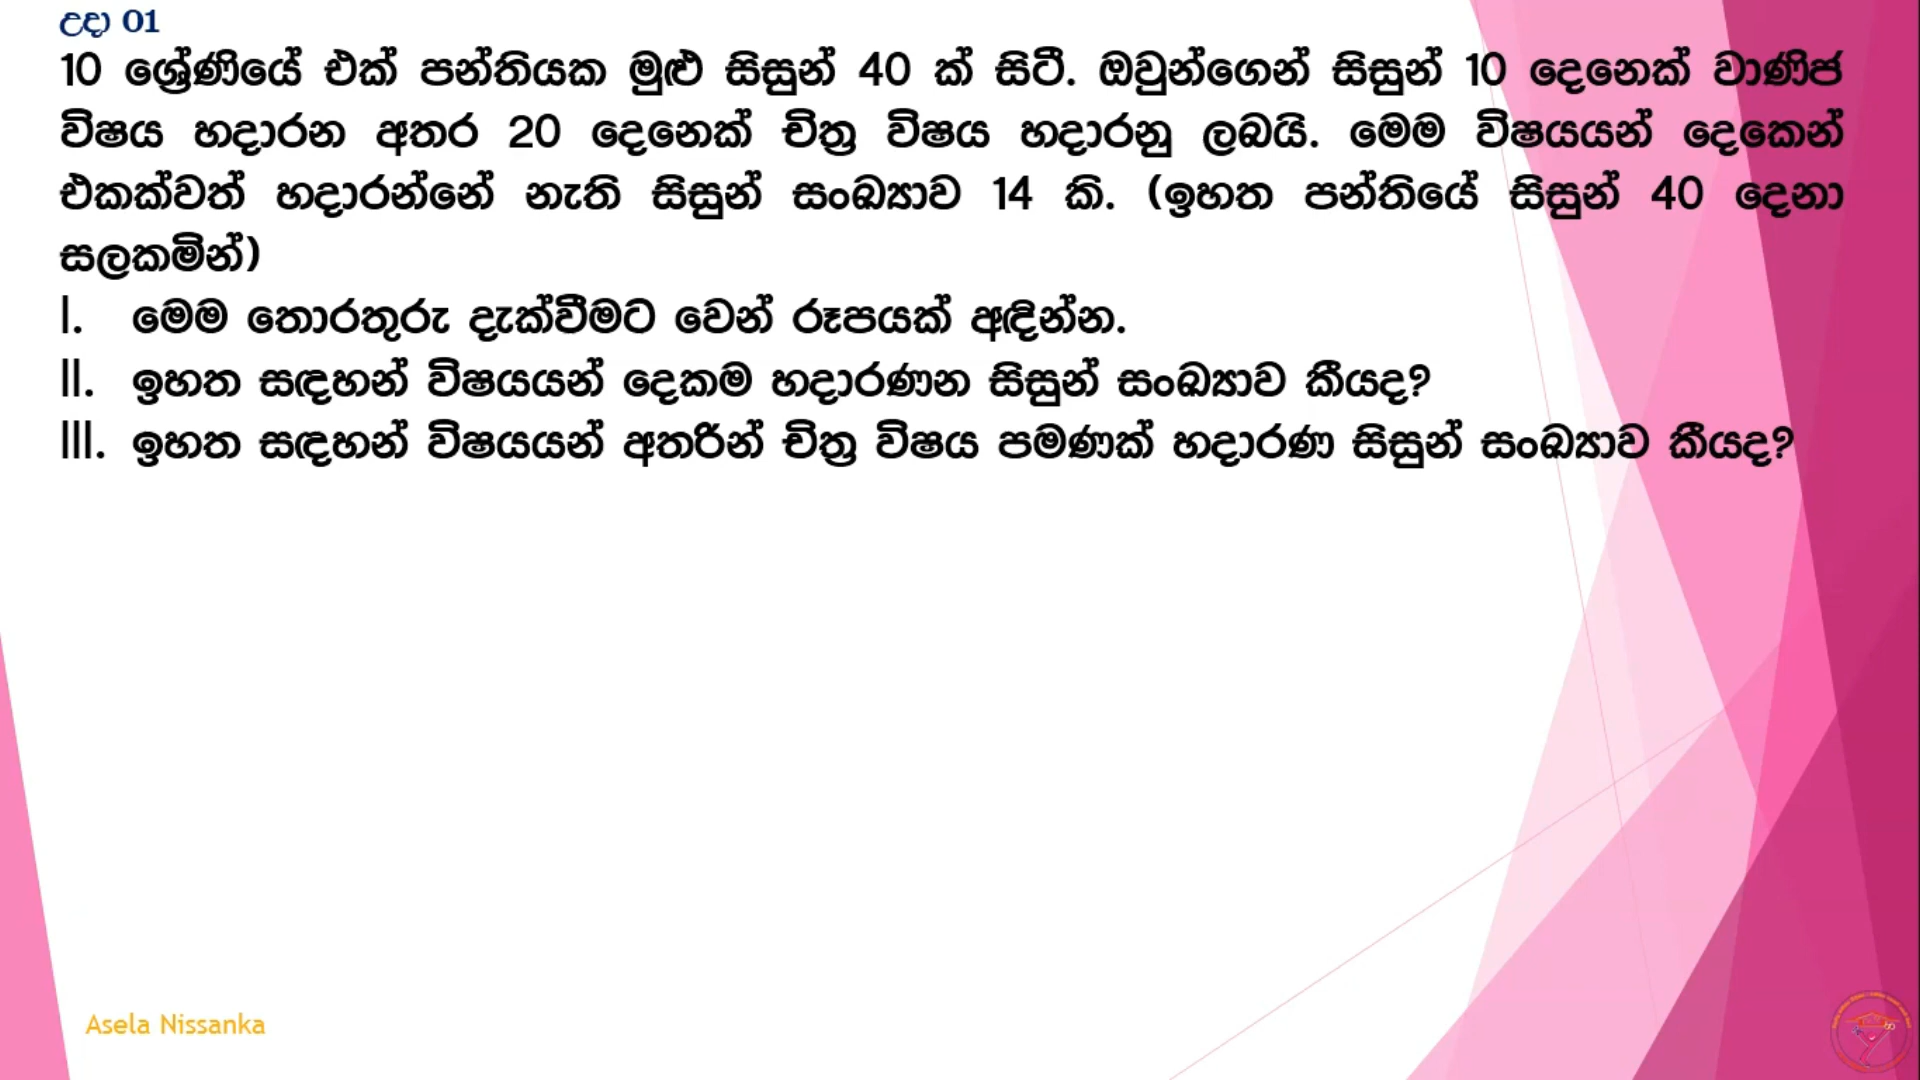 උදා 01
10 ශ්‍රේණියේ එක් පන්තියක මුළු සිසුන් 40 ක් සිටී. ඔවුන්ගෙන් සිසුන් 10 දෙනෙක් වාණිජ
විෂය හදාරන අතර 20 දෙනෙක් චිත්‍ර විෂය හදාරනු ලබයි. මෙම විෂයයන් දෙකෙන්
එකක්වත් හදාරන්නේ නැති සිසුන් සංඛ්‍යාව 14 කි. (ඉහත පන්තියේ සිසුන් 40 දෙනා
සලකමින්)
I. මෙම තොරතුරු දැක්වීමට වෙන් රූපයක් අඳින්න.
II. ඉහත සඳහන් විෂයයන් දෙකම හදාරණන සිසුන් සංඛ්‍යාව කීයද?
III. ඉහත සඳහන් විෂයයන් අතරින් චිත්‍ර විෂය පමණක් හදාරණ සිසුන් සංඛ්‍යාව කීයද?
Asela Nissanka